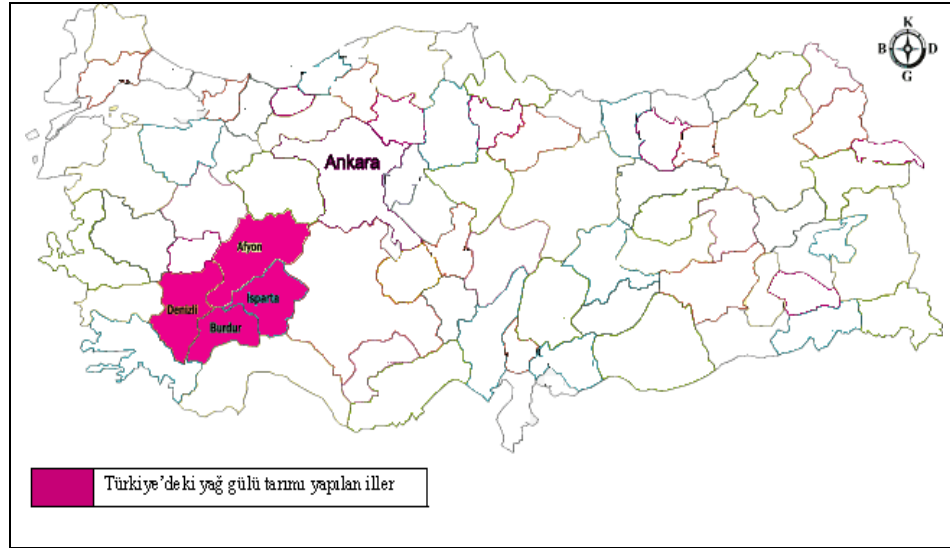 K
B D
G
Ankara
Afyon
Isparta
Denizli
Burdur
Türkiye'deki yağ gülü tarımı yapılan iller